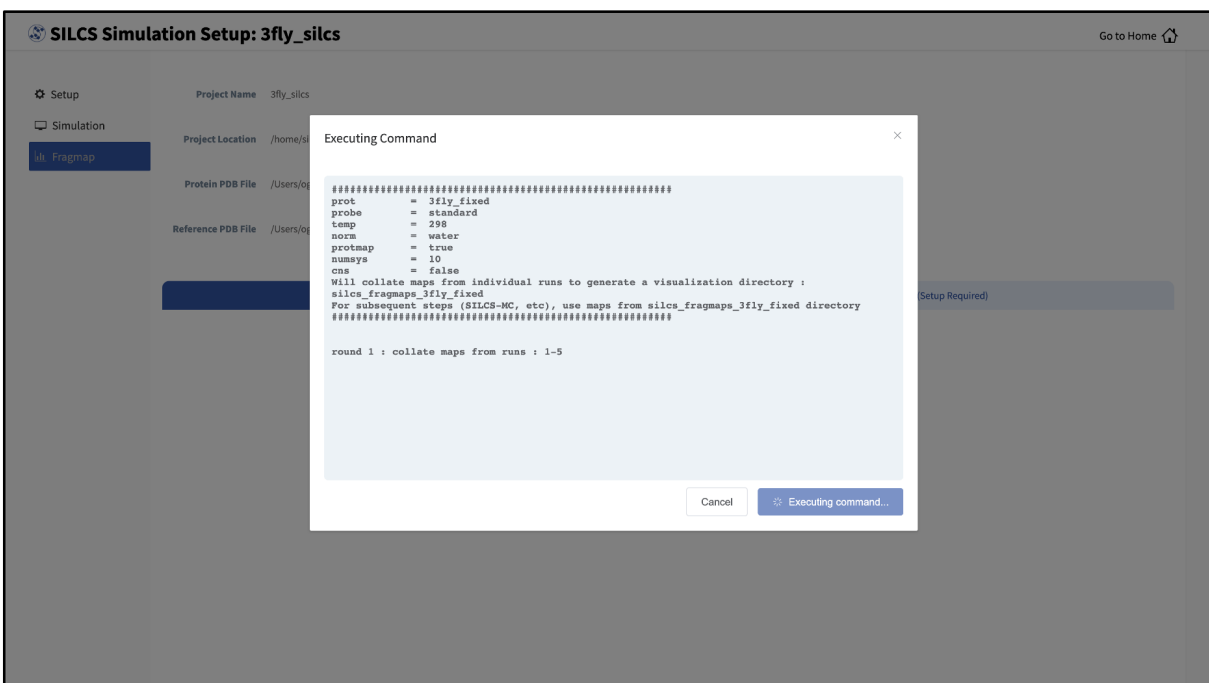 SILCS Simulation Setup: 3fly_silcs
Go to Home
Setup
Simulation
Fragmap
Project Name 3fly_silcs
Project Location /home/si
Protein PDB File /Users/og
Reference PDB File /Users/og
(Setup Required)
Executing Command
########################################################
prot = 3fly_fixed
probe = standard
temp = 298
norm = water
protmap = true
numsys = 10
cns = false
Will collate maps from individual runs to generate a visualization directory :
silcs_fragmaps_3fly_fixed
For subsequent steps (SILCS-MC, etc), use maps from silcs_fragmaps_3fly_fixed directory
########################################################
round 1 : collate maps from runs : 1-5
Cancel
Executing command...